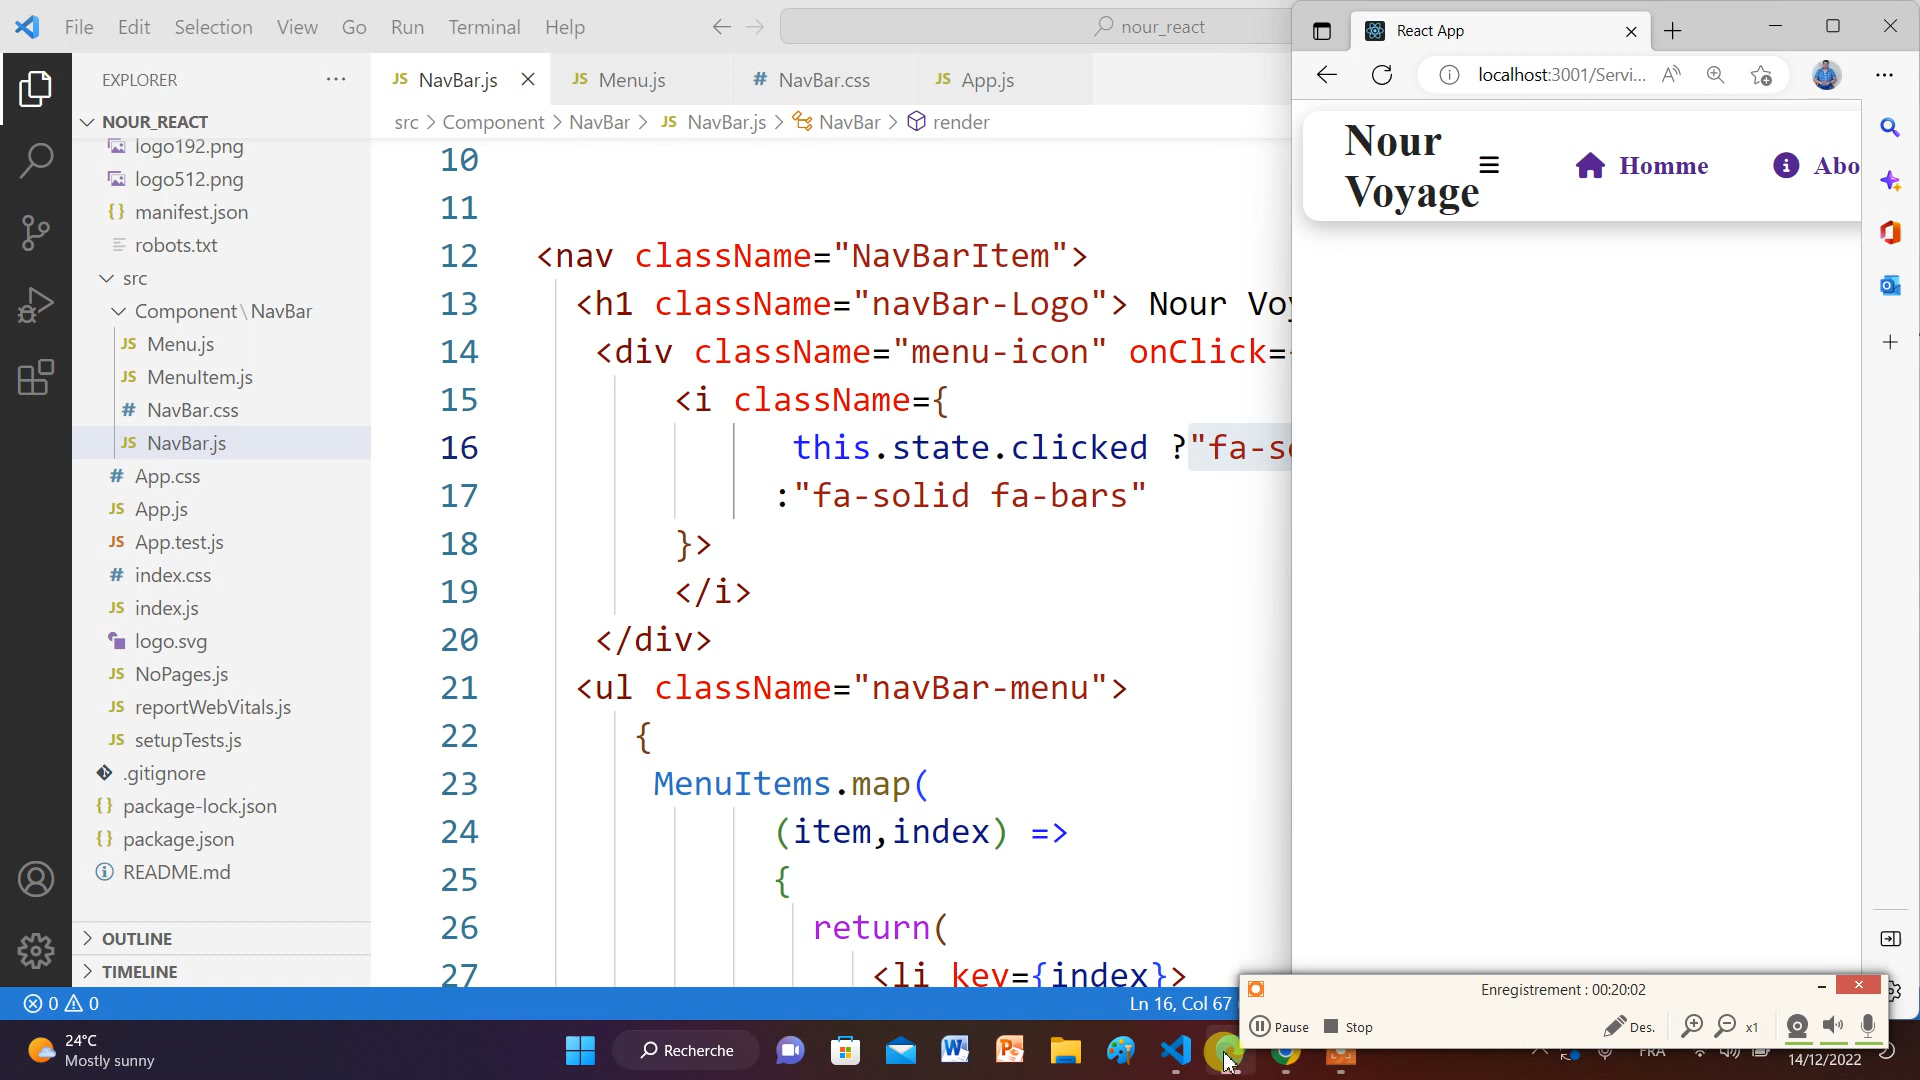 File Edit Selection View Go Run Terminal Help
nour_react
EXPLORER
NOUR_REACT
logo192.png
logo512.png
manifest.json
robots.txt
src
Component\NavBar
Menu.js
MenuItem.js
NavBar.css
NavBar.js
App.css
App.js
App.test.js
index.css
index.js
logo.svg
NoPages.js
reportWebVitals.js
setupTests.js
.gitignore
package-lock.json
package.json
README.md
OUTLINE
TIMELINE
NavBar.js
Menu.js
NavBar.css
App.js
src > Component > NavBar > JS NavBar.js > NavBar > render
10
11
12 <nav className="NavBarItem">
13 <h1 className="navBar-Logo"> Nour Vo
14 <div className="menu-icon" onClick=
15 <i className={
16 this.state.clicked ?"fa-s
17 :"fa-solid fa-bars"
18 }>
19 </i>
20 </div>
21 <ul className="navBar-menu">
22 {
23 MenuItems.map(
24 (item,index) =>
25 {
26 return(
27 <li key={index}>
0 0
Ln 16, Col 67
React App
localhost:3001/Servi...
Nour
Voyage
Homme
Abo
Enregistrement : 00:20:02
Pause
Stop
Des.
x1
24°C
Mostly sunny
Recherche
FRA
14/12/2022